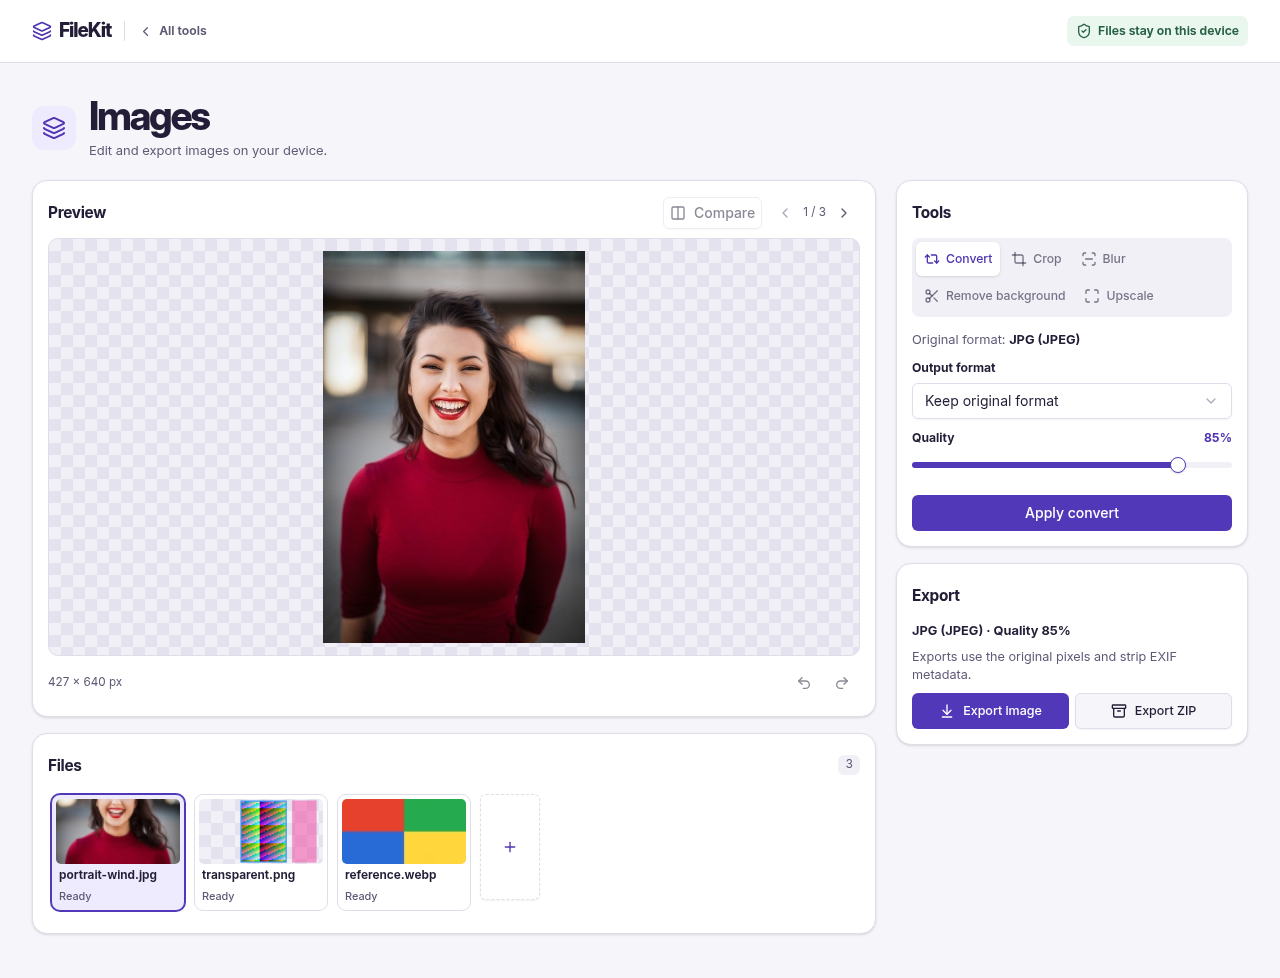 FileKit
All tools
Files stay on this device
Images
Edit and export images on your device.
Preview
Compare
1 / 3
427 × 640 px
Files
3
portrait-wind.jpg
Ready
transparent.png
Ready
reference.webp
Ready
Tools
Convert
Crop
Blur
Remove background
Upscale
Original format: JPG (JPEG)
Output format
Keep original format
Quality
85%
Apply convert
Export
JPG (JPEG) · Quality 85%
Exports use the original pixels and strip EXIF
metadata.
Export image
Export ZIP